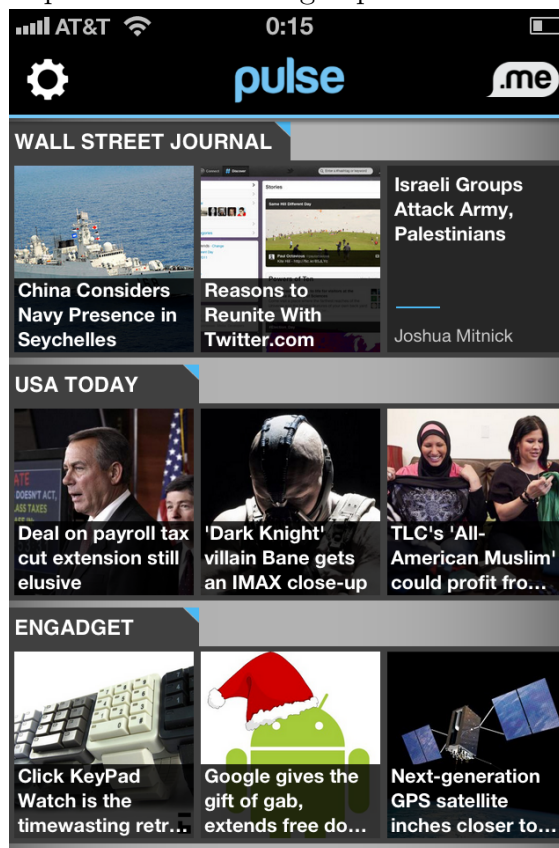 AT&T 0:15
pulse
.me
WALL STREET JOURNAL
China Considers
Navy Presence in
Seychelles
Reasons to
Reunite With
Twitter.com
Stories
Israeli Groups
Attack Army,
Palestinians
Joshua Mitnick
USA TODAY
DOESN'T ACT,
Deal on payroll tax
cut extension still
elusive
'Dark Knight'
villain Bane gets
an IMAX close-up
TLC's 'All-
American Muslim'
could profit fro...
ENGADGET
Click KeyPad
Watch is the
timewasting retr...
Google gives the
gift of gab,
extends free do...
Next-generation
GPS satellite
inches closer to...